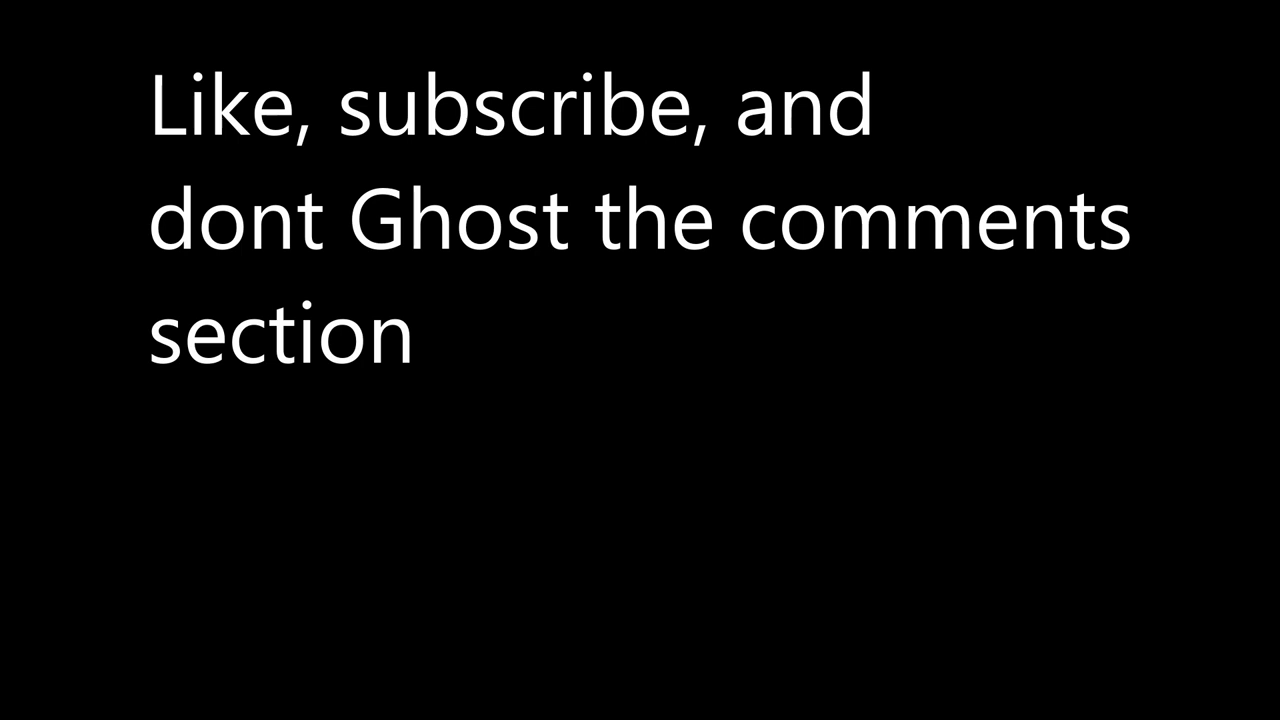 Like, subscribe, and
dont Ghost the comments
section